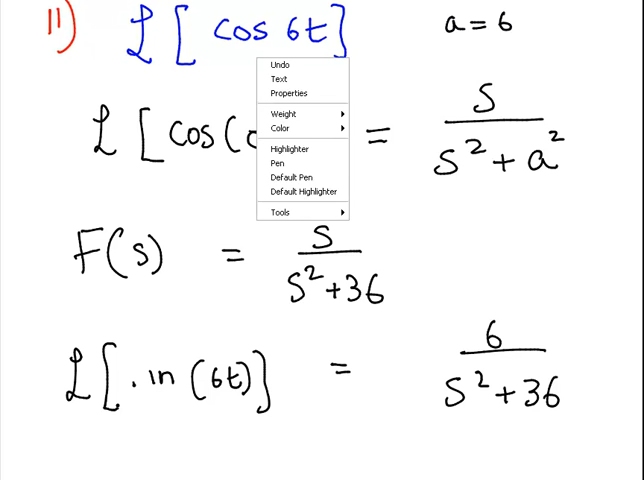 11) ℒ[cos 6t] a = 6
Undo
Text
Properties
Weight
Color
Highlighter
Pen
Default Pen
Default Highlighter
Tools
ℒ[cos( = s / (s² + a²)
F(s) = s / (s² + 36)
ℒ[.in(6t)] = 6 / (s² + 36)